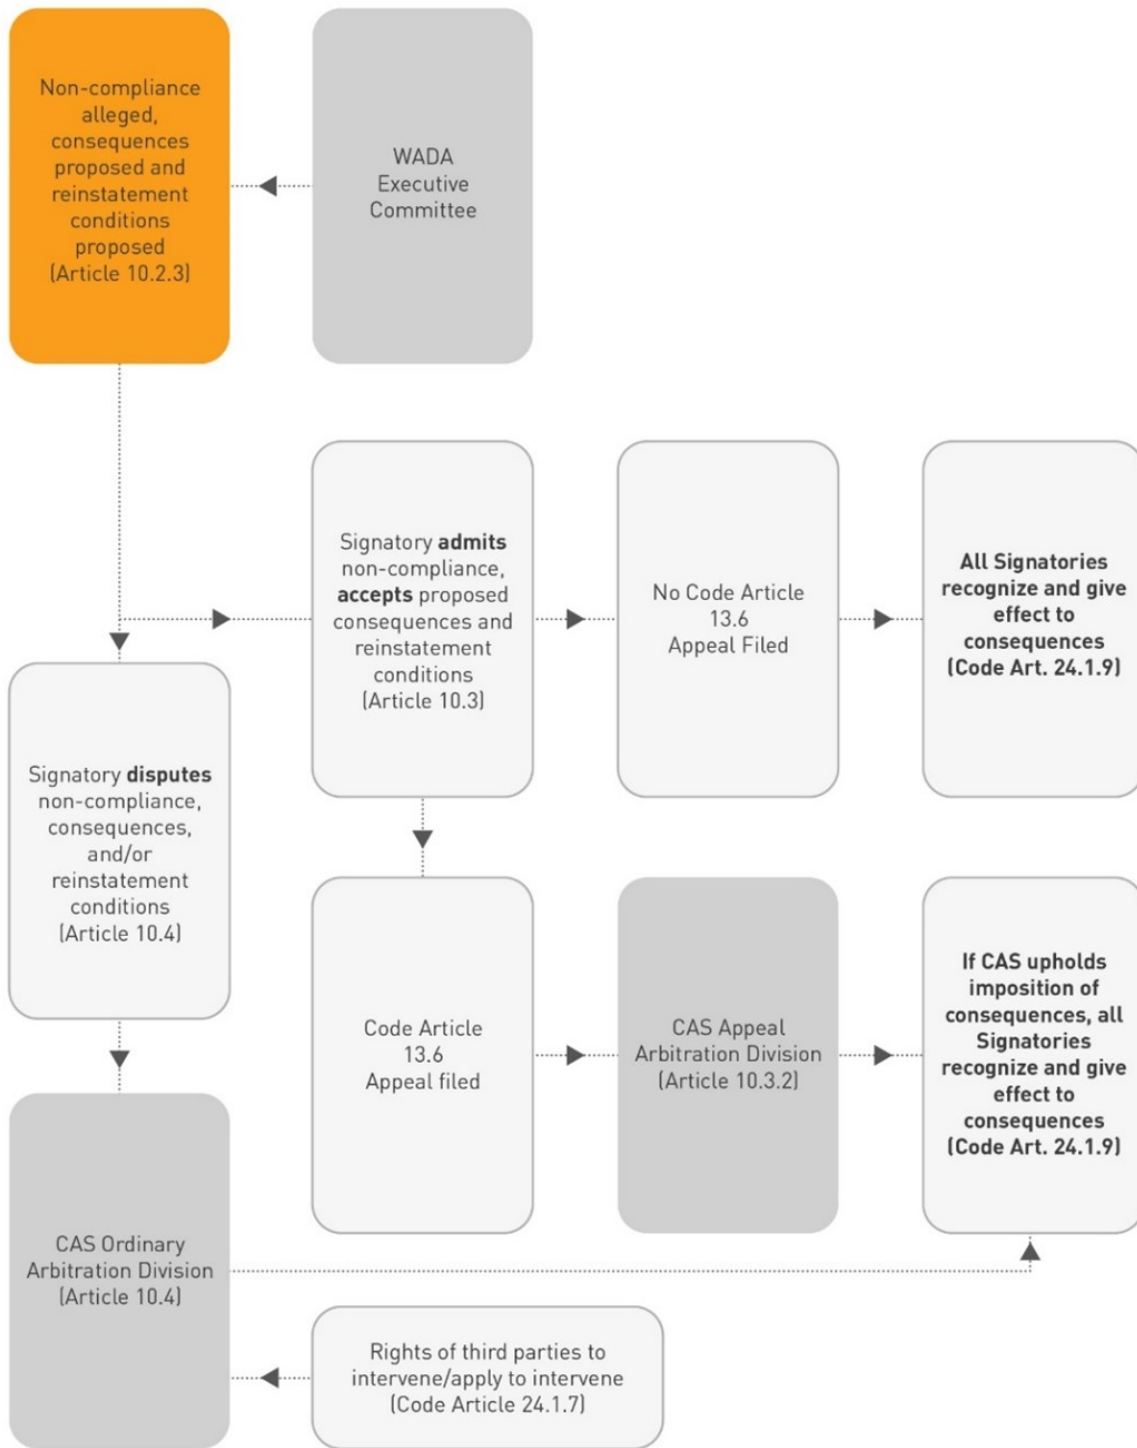 Non-compliance
alleged,
consequences
proposed and
reinstatement
conditions
proposed
(Article 10.2.3)
WADA
Executive
Committee
Signatory admits
non-compliance,
accepts proposed
consequences and
reinstatement
conditions
(Article 10.3)
No Code Article
13.6
Appeal Filed
All Signatories
recognize and give
effect to
consequences
(Code Art. 24.1.9)
Signatory disputes
non-compliance,
consequences,
and/or
reinstatement
conditions
(Article 10.4)
Code Article
13.6
Appeal filed
CAS Appeal
Arbitration Division
(Article 10.3.2)
If CAS upholds
imposition of
consequences, all
Signatories
recognize and give
effect to
consequences
(Code Art. 24.1.9)
CAS Ordinary
Arbitration Division
(Article 10.4)
Rights of third parties to
intervene/apply to intervene
(Code Article 24.1.7)